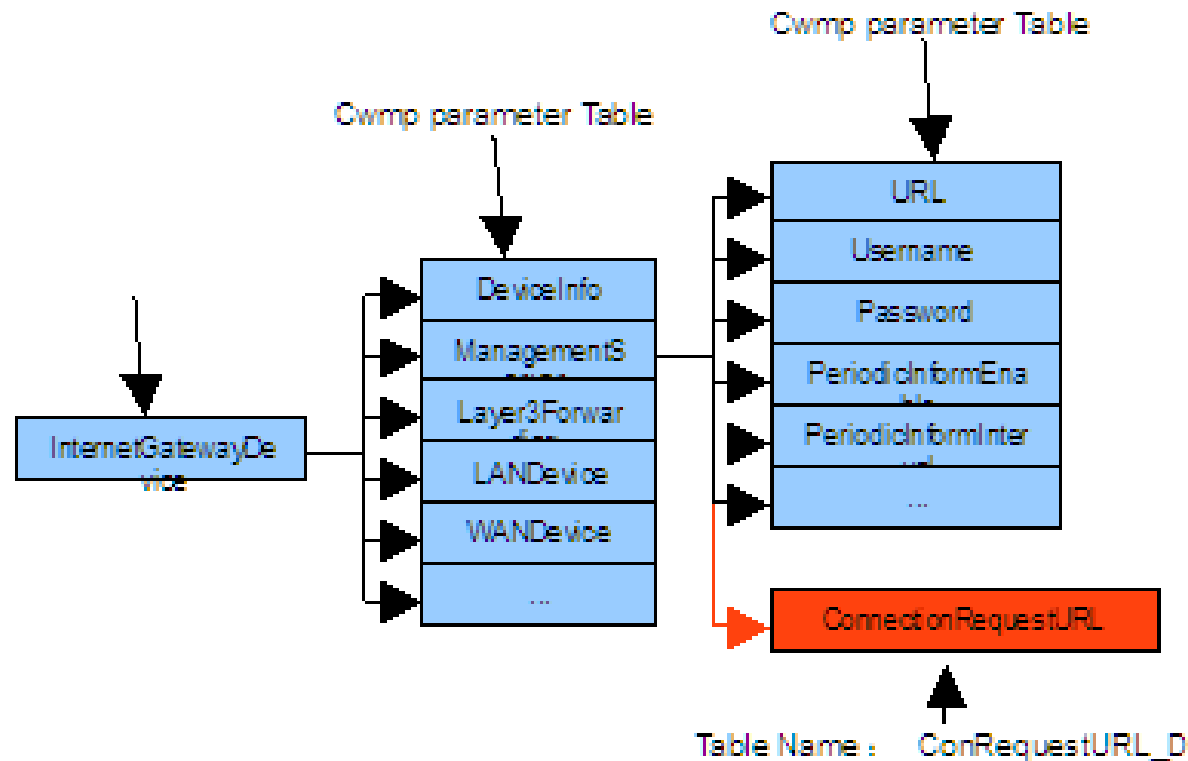 Cwmp parameter Table
Cwmp parameter Table
InternetGatewayDe
vice
DeviceInfo
ManagementS
Layer3Forwar
LANDevice
WANDevice
...
URL
Username
Password
PeriodicInformEna
PeriodicInformInter
...
ConnectionRequestURL
Table Name： ConRequestURL_D